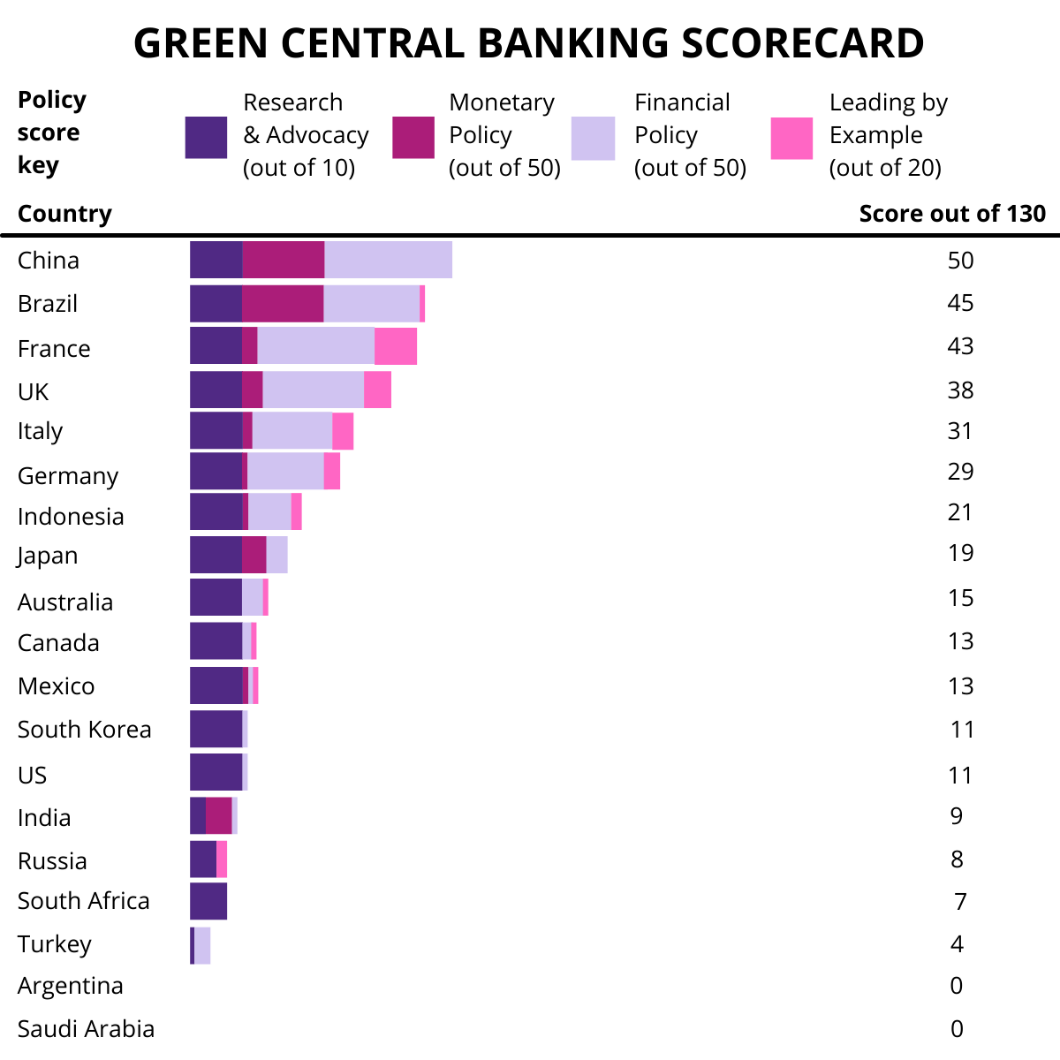 GREEN CENTRAL BANKING SCORECARD
Policy
score
key
Research
& Advocacy
(out of 10)
Monetary
Policy
(out of 50)
Financial
Policy
(out of 50)
Leading by
Example
(out of 20)
Country Score out of 130
China 50
Brazil 45
France 43
UK 38
Italy 31
Germany 29
Indonesia 21
Japan 19
Australia 15
Canada 13
Mexico 13
South Korea 11
US 11
India 9
Russia 8
South Africa 7
Turkey 4
Argentina 0
Saudi Arabia 0